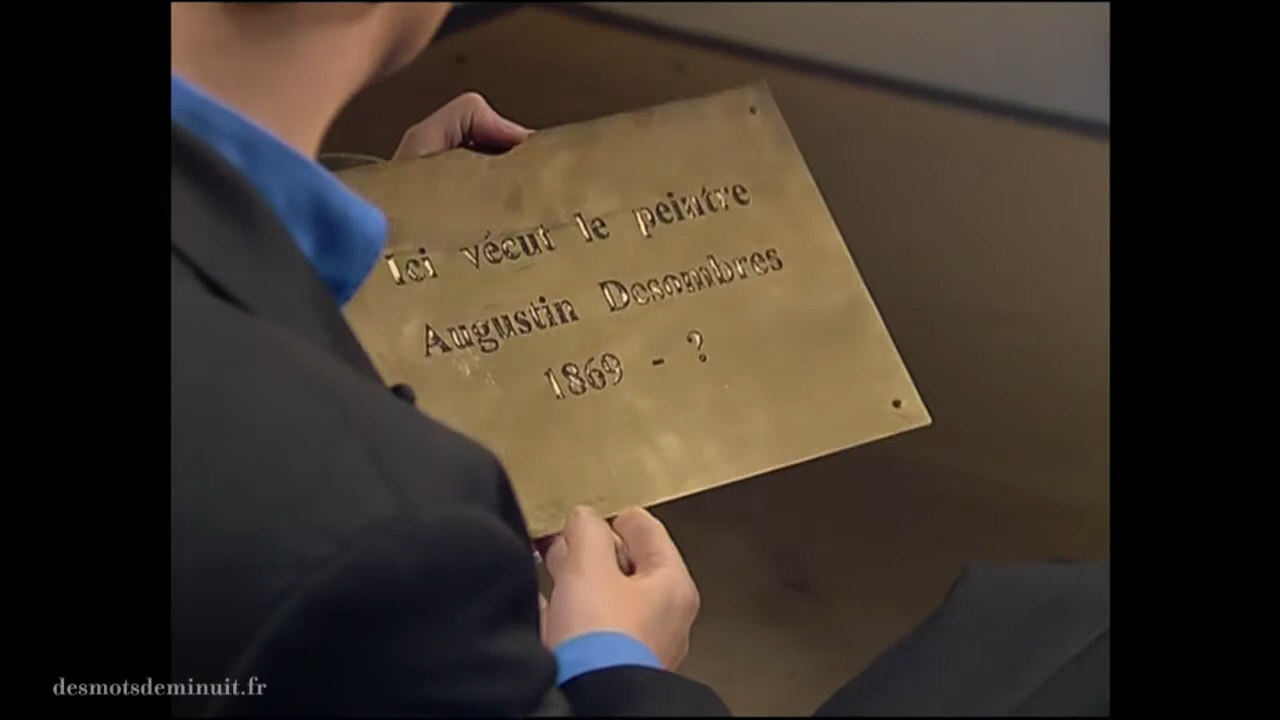 Ici vécut le peintre
Augustin Desombres
1869 - ?
desmotsdeminuit.fr